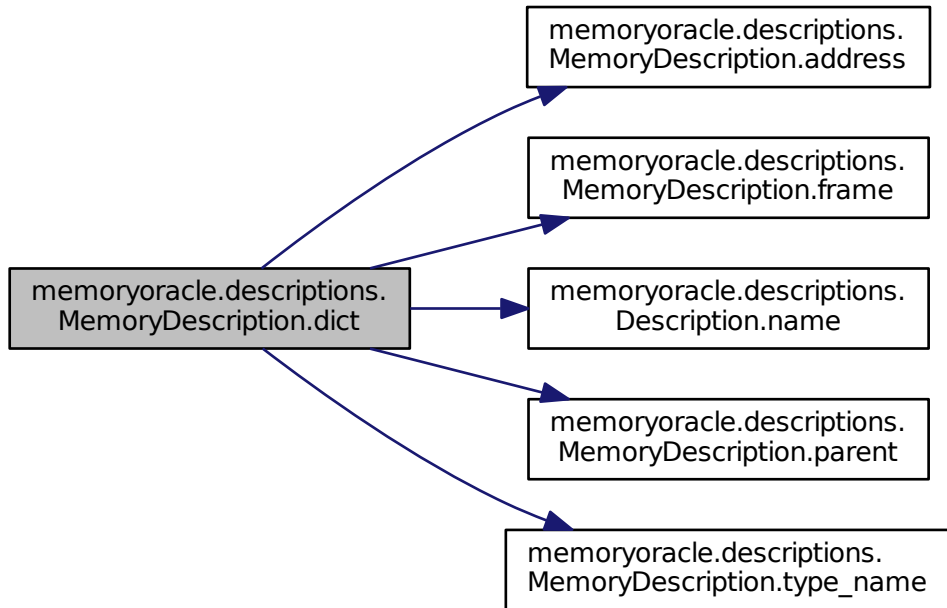 memoryoracle.descriptions.
MemoryDescription.address
memoryoracle.descriptions.
MemoryDescription.frame
memoryoracle.descriptions.
MemoryDescription.dict
memoryoracle.descriptions.
Description.name
memoryoracle.descriptions.
MemoryDescription.parent
memoryoracle.descriptions.
MemoryDescription.type_name